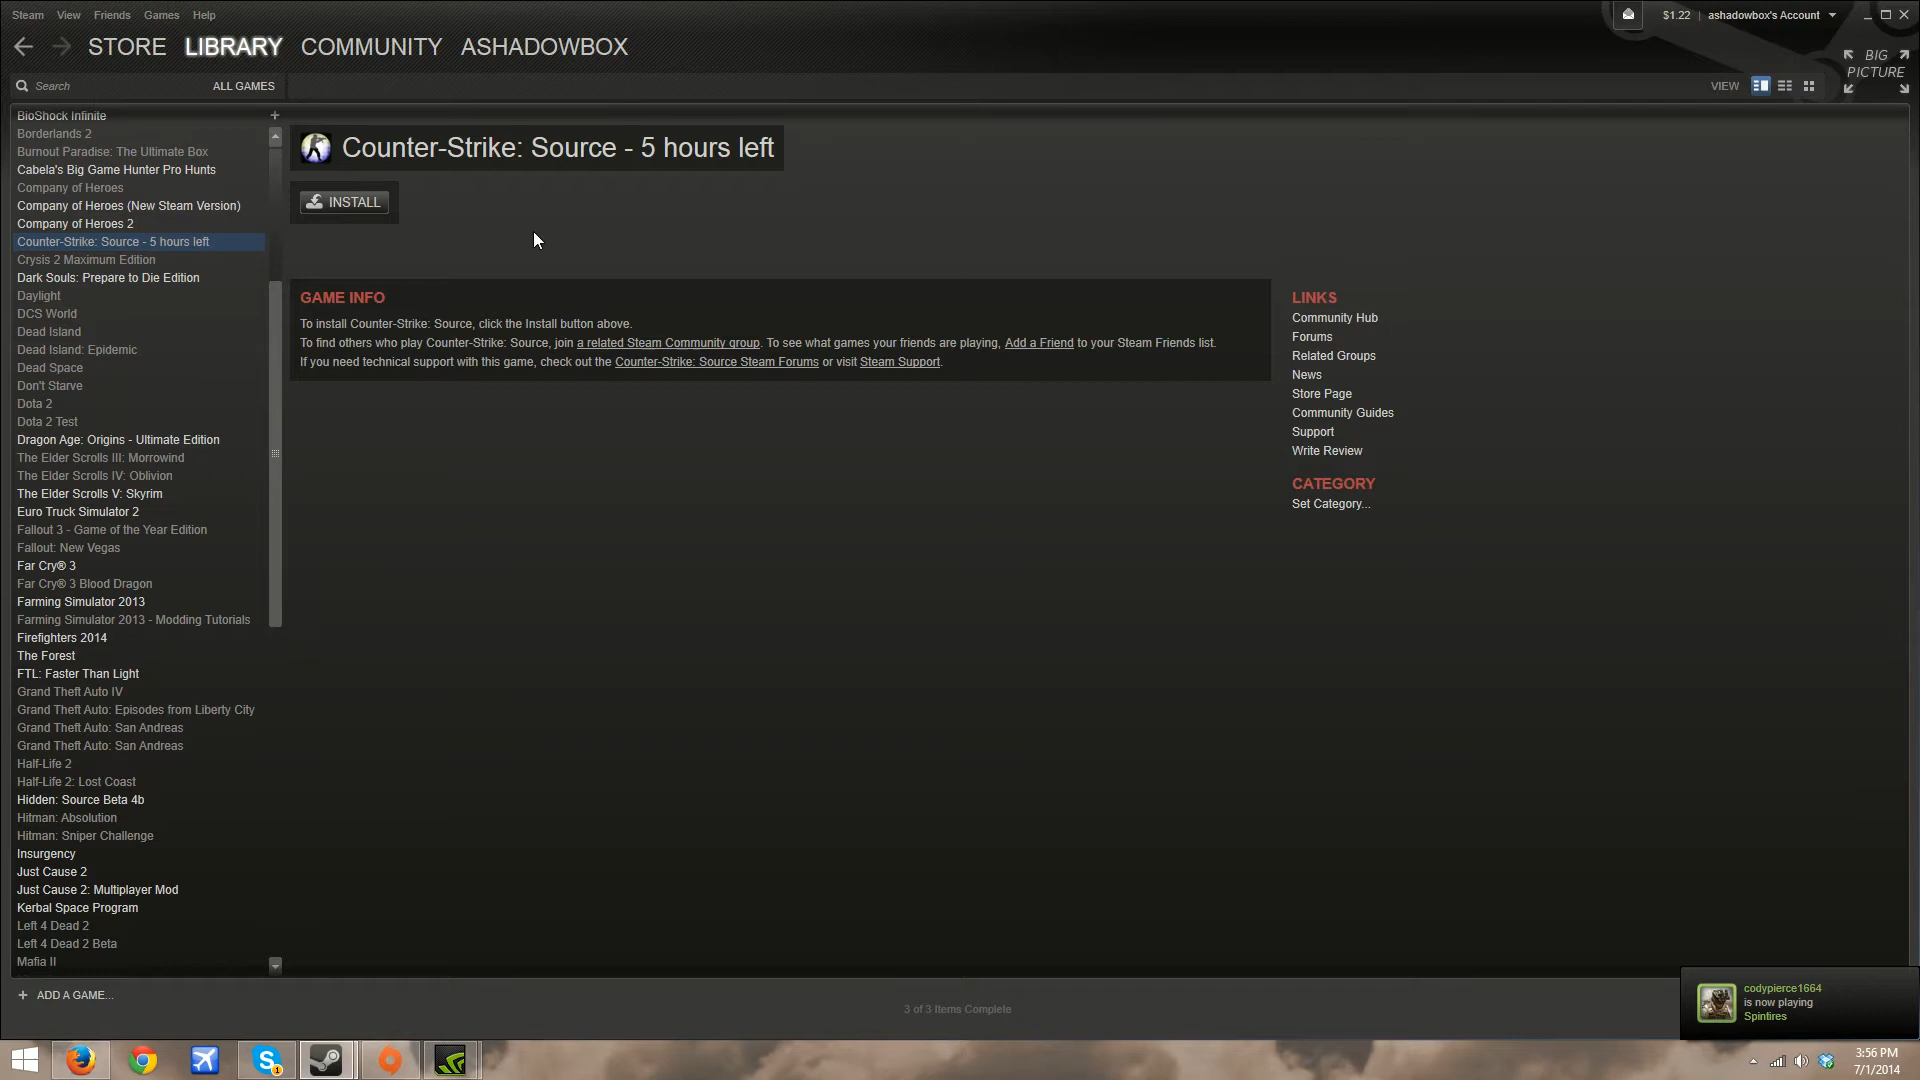 Steam View Friends Games Help
$1.22 ashadowbox's Account
STORE LIBRARY COMMUNITY ASHADOWBOX
BIG PICTURE
Search ALL GAMES
VIEW
BioShock Infinite
Borderlands 2
Burnout Paradise: The Ultimate Box
Cabela's Big Game Hunter Pro Hunts
Company of Heroes
Company of Heroes (New Steam Version)
Company of Heroes 2
Counter-Strike: Source - 5 hours left
Crysis 2 Maximum Edition
Dark Souls: Prepare to Die Edition
Daylight
DCS World
Dead Island
Dead Island: Epidemic
Dead Space
Don't Starve
Dota 2
Dota 2 Test
Dragon Age: Origins - Ultimate Edition
The Elder Scrolls III: Morrowind
The Elder Scrolls IV: Oblivion
The Elder Scrolls V: Skyrim
Euro Truck Simulator 2
Fallout 3 - Game of the Year Edition
Fallout: New Vegas
Far Cry® 3
Far Cry® 3 Blood Dragon
Farming Simulator 2013
Farming Simulator 2013 - Modding Tutorials
Firefighters 2014
The Forest
FTL: Faster Than Light
Grand Theft Auto IV
Grand Theft Auto: Episodes from Liberty City
Grand Theft Auto: San Andreas
Grand Theft Auto: San Andreas
Half-Life 2
Half-Life 2: Lost Coast
Hidden: Source Beta 4b
Hitman: Absolution
Hitman: Sniper Challenge
Insurgency
Just Cause 2
Just Cause 2: Multiplayer Mod
Kerbal Space Program
Left 4 Dead 2
Left 4 Dead 2 Beta
Mafia II
Counter-Strike: Source - 5 hours left
INSTALL
GAME INFO
To install Counter-Strike: Source, click the Install button above.
To find others who play Counter-Strike: Source, join a related Steam Community group. To see what games your friends are playing, Add a Friend to your Steam Friends list.
If you need technical support with this game, check out the Counter-Strike: Source Steam Forums or visit Steam Support.
LINKS
Community Hub
Forums
Related Groups
News
Store Page
Community Guides
Support
Write Review
CATEGORY
Set Category...
+ ADD A GAME...
3 of 3 Items Complete
codypierce1664
is now playing
Spintires
1
3:56 PM
7/1/2014